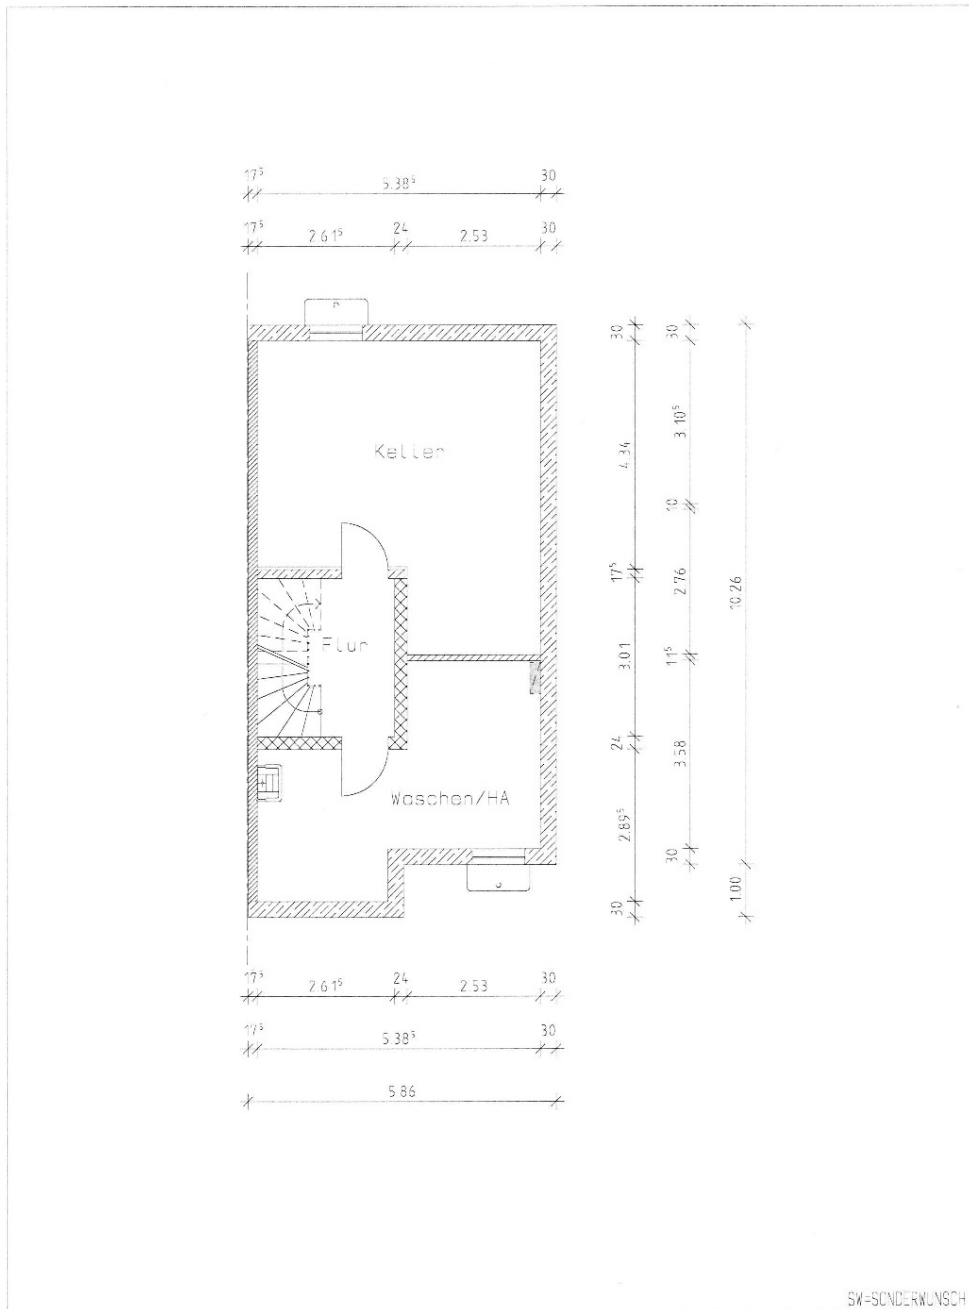 17⁵ 5.38⁵ 30
17⁵ 2.61⁵ 24 2.53 30
30 30
Keller
4.34 3.10⁵
10
17⁵ 2.76 10.26
Flur
3.01 11⁵
24 3.58
Waschen/HA
2.89⁵
30
1.00
30
17⁵ 2.61⁵ 24 2.53 30
17⁵ 5.38⁵ 30
5.86
SW=SONDERWUNSCH